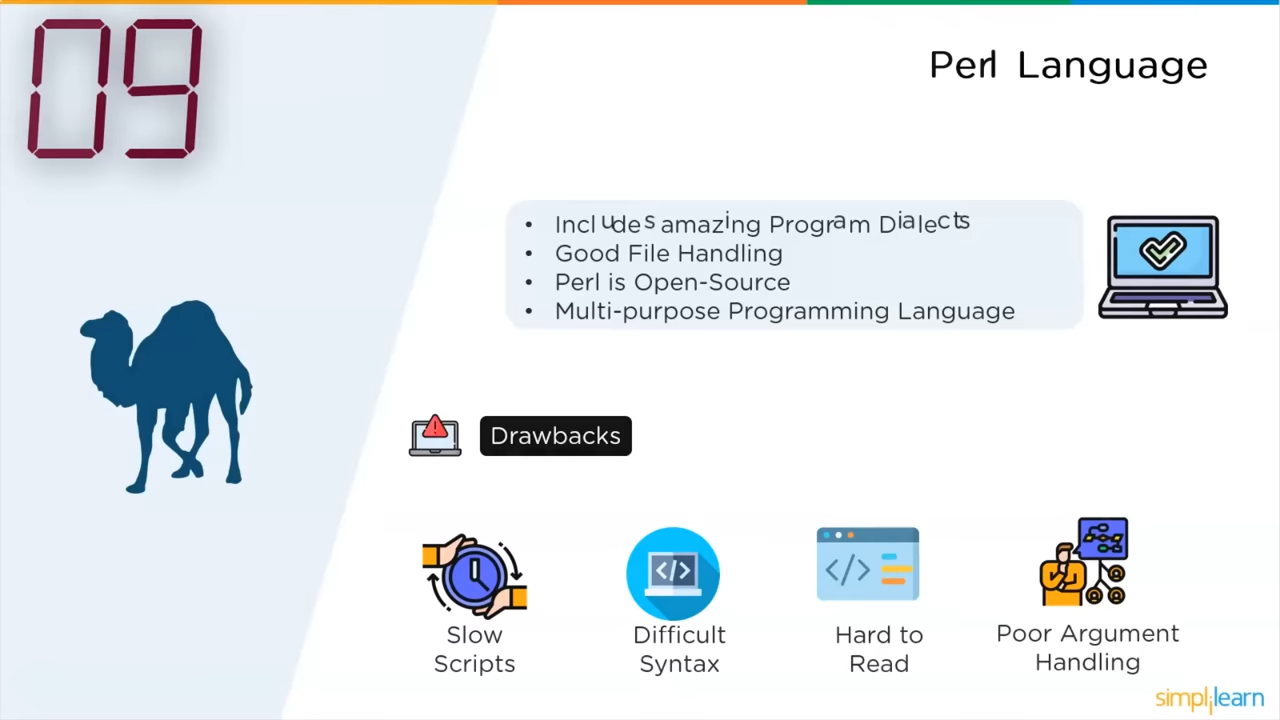 09
Perl Language
• Includes amazing Program Dialects
• Good File Handling
• Perl is Open-Source
• Multi-purpose Programming Language
Drawbacks
Slow
Scripts
Difficult
Syntax
Hard to
Read
Poor Argument
Handling
simplilearn